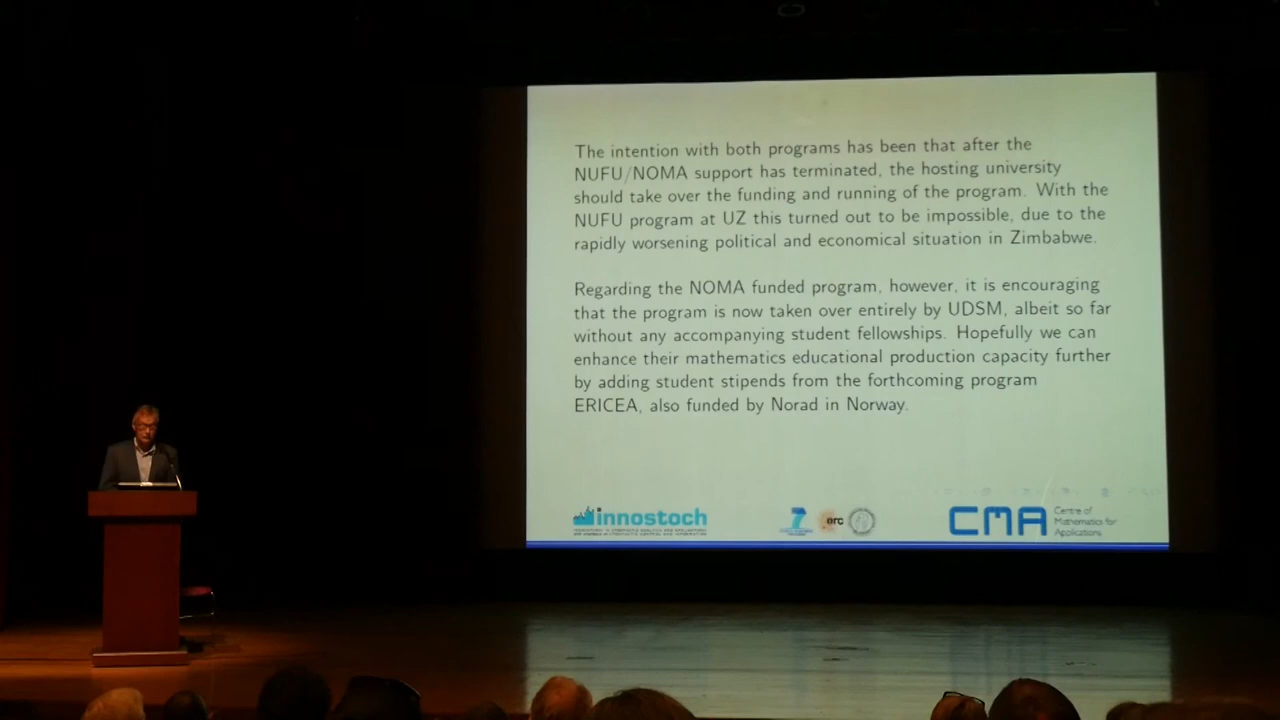 The intention with both programs has been that after the
NUFU/NOMA support has terminated, the hosting university
should take over the funding and running of the program. With the
NUFU program at UZ this turned out to be impossible, due to the
rapidly worsening political and economical situation in Zimbabwe.
Regarding the NOMA funded program, however, it is encouraging
that the program is now taken over entirely by UDSM, albeit so far
without any accompanying student fellowships. Hopefully we can
enhance their mathematics educational production capacity further
by adding student stipends from the forthcoming program
ERICEA, also funded by Norad in Norway.
innostoch
7
erc
CMA
Centre of
Mathematics for
Applications